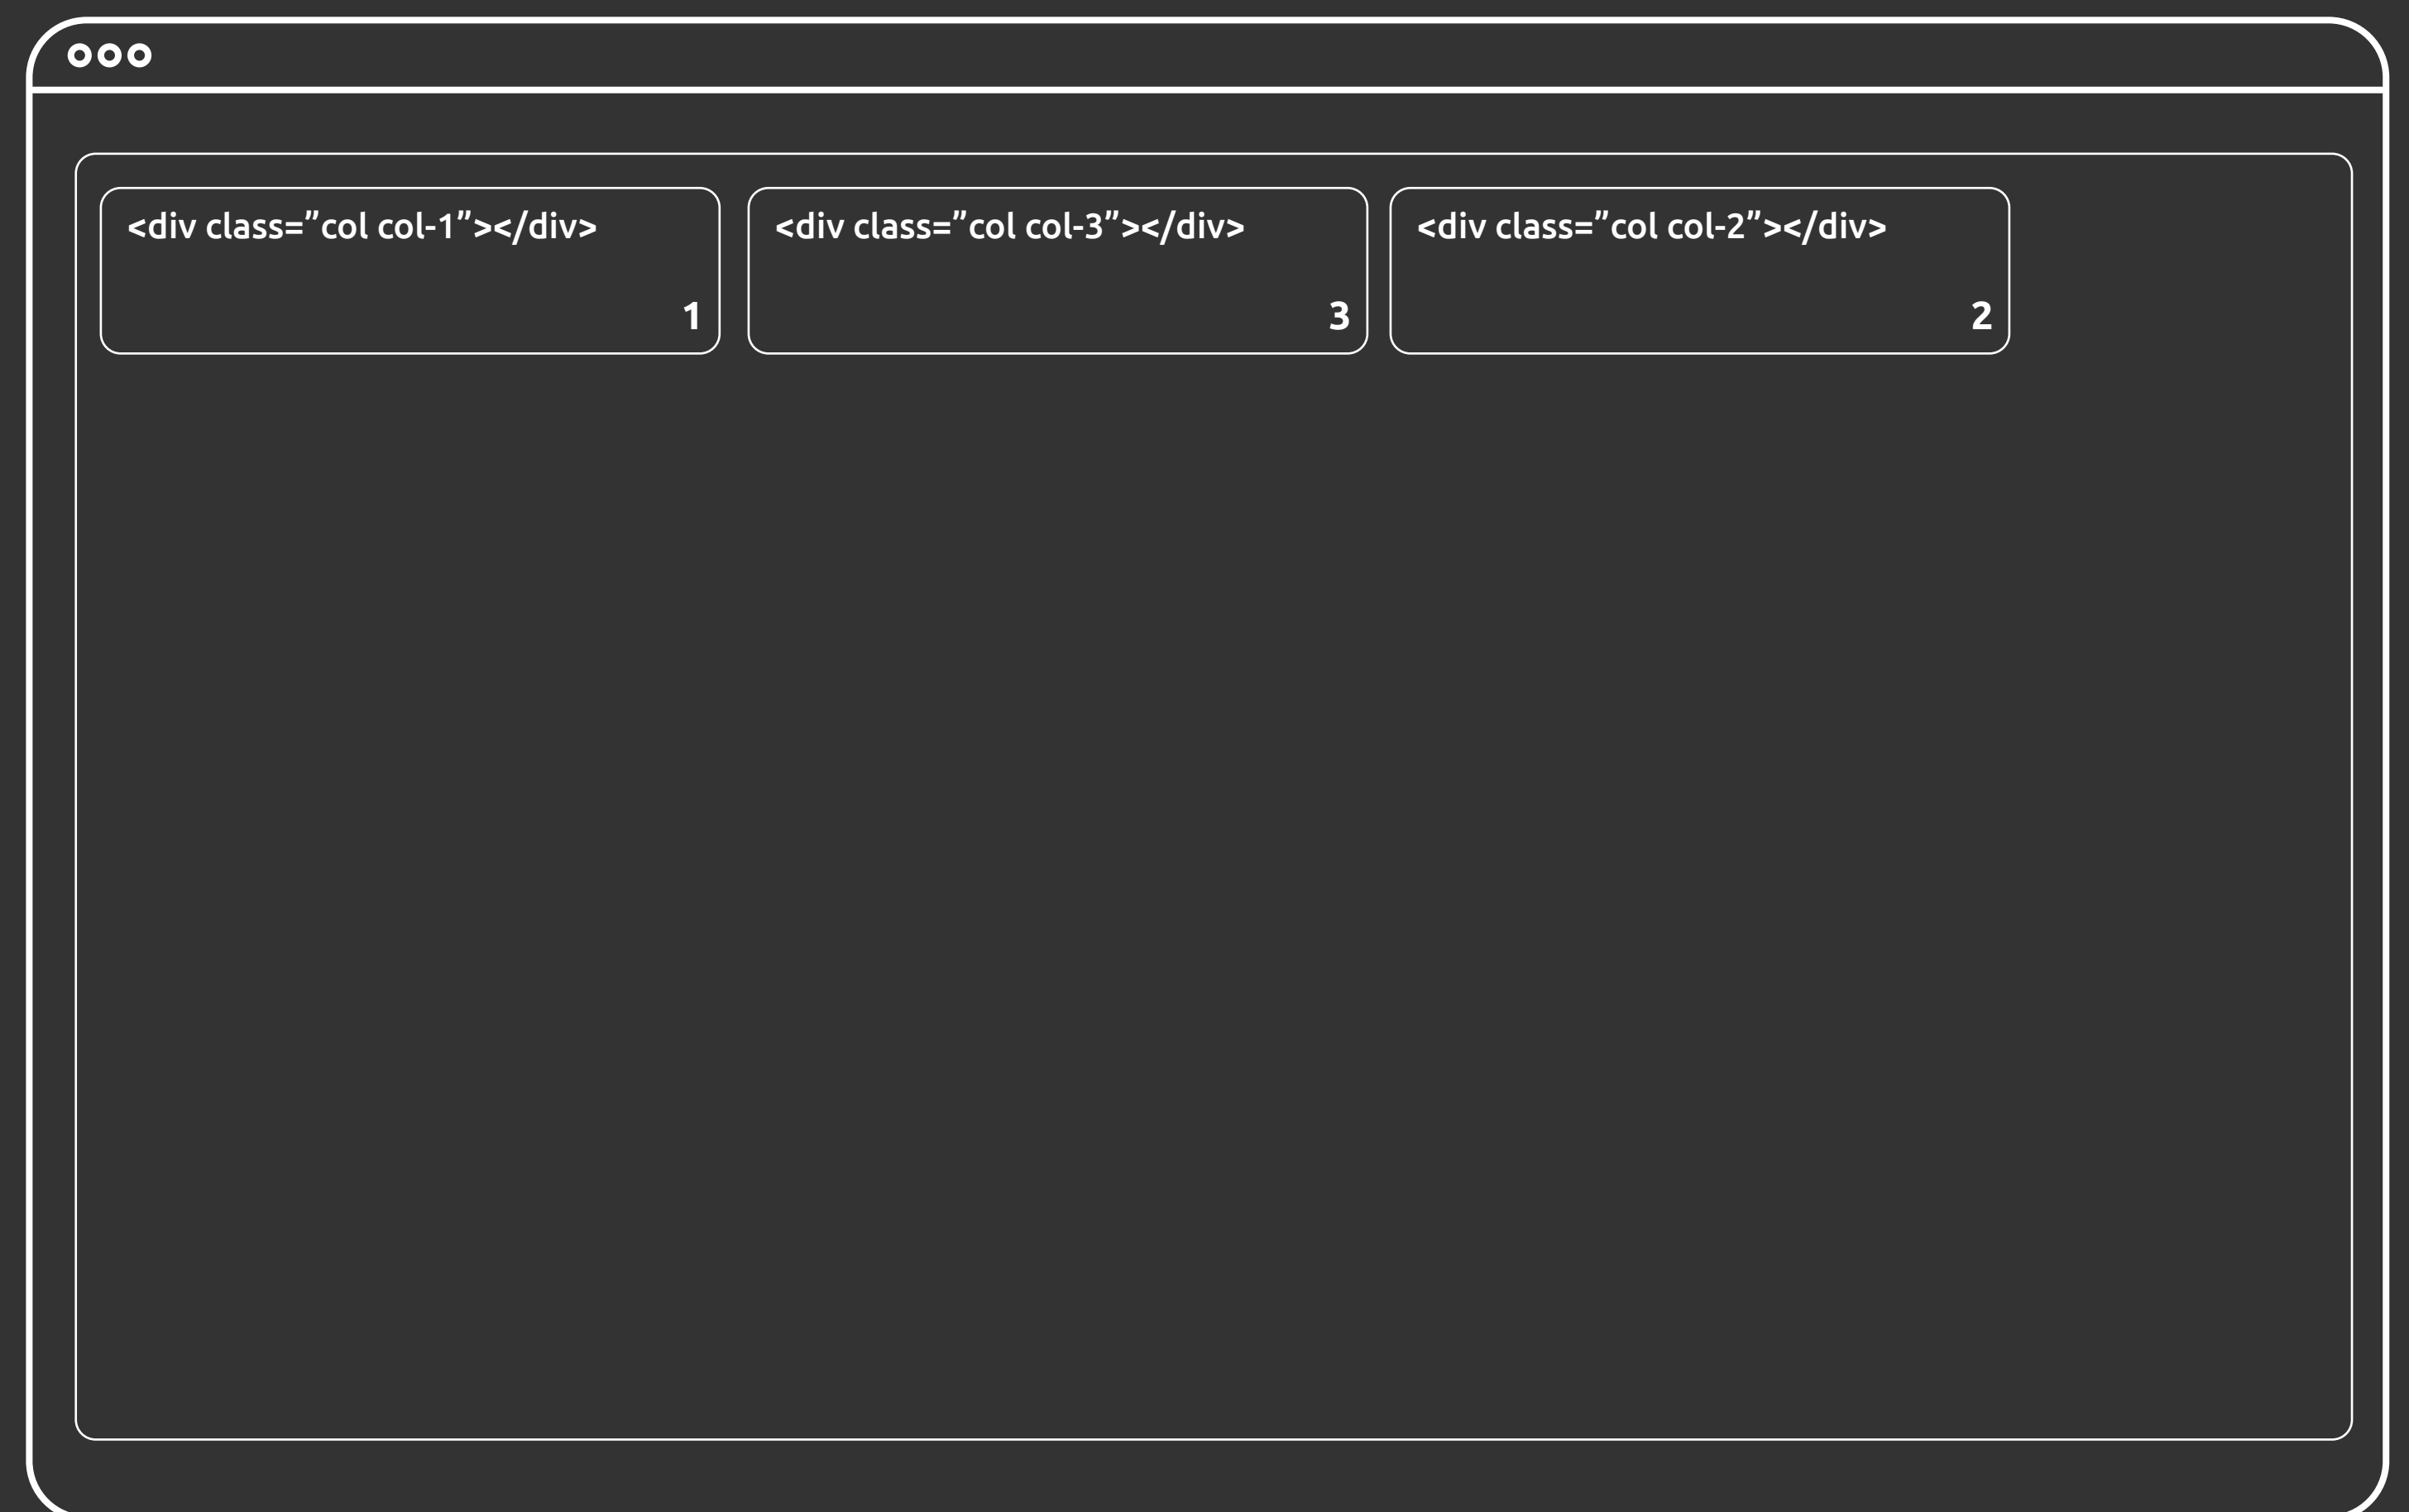 <div class=”col col-1”></div>
1
<div class=”col col-3”></div>
3
<div class=”col col-2”></div>
2